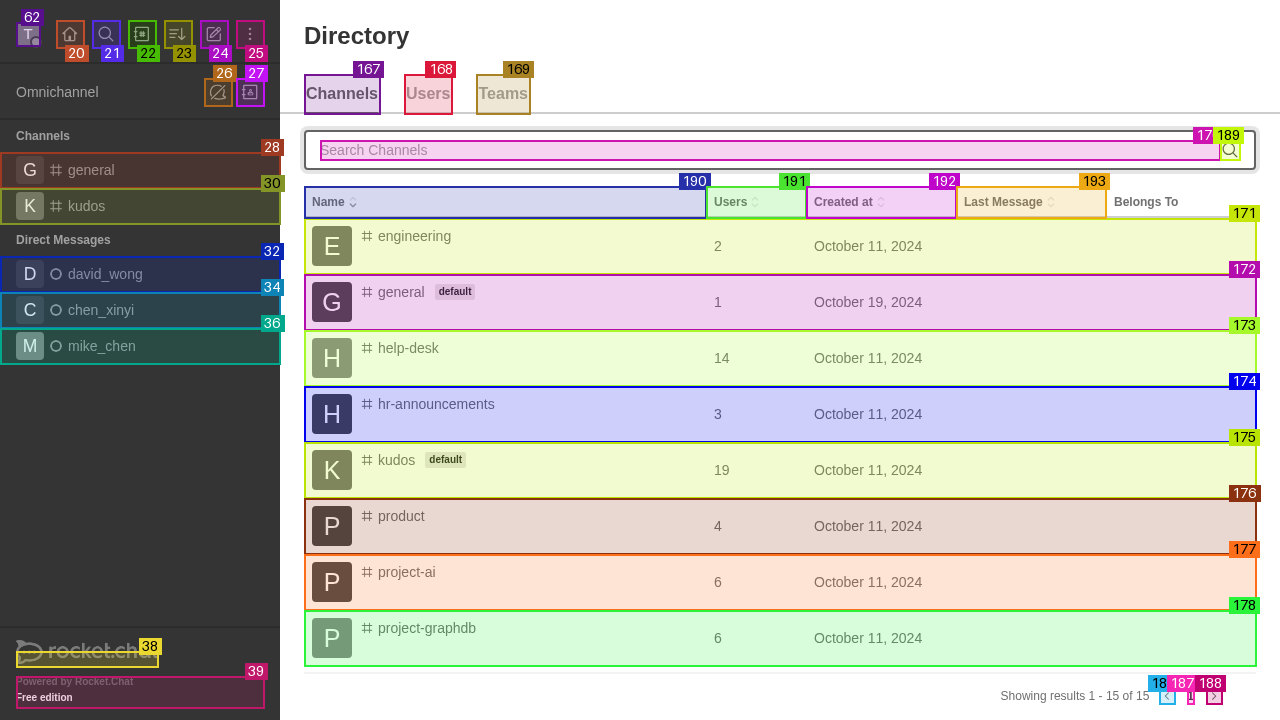 62
T
20
21
22
23
24
25
Omnichannel
26
27
Channels
28
G general
30
K kudos
Direct Messages
32
D david_wong
34
C chen_xinyi
36
M mike_chen
38
rocket.cha
39
Powered by Rocket.Chat
Free edition
Directory
167
168
169
Channels
Users
Teams
Search Channels
17
189
190
191
192
193
Name
Users
Created at
Last Message
Belongs To
171
E engineering 2 October 11, 2024
172
G general default 1 October 19, 2024
173
H help-desk 14 October 11, 2024
174
H hr-announcements 3 October 11, 2024
175
K kudos default 19 October 11, 2024
176
P product 4 October 11, 2024
177
P project-ai 6 October 11, 2024
178
P project-graphdb 6 October 11, 2024
18
187
188
Showing results 1 - 15 of 15
1